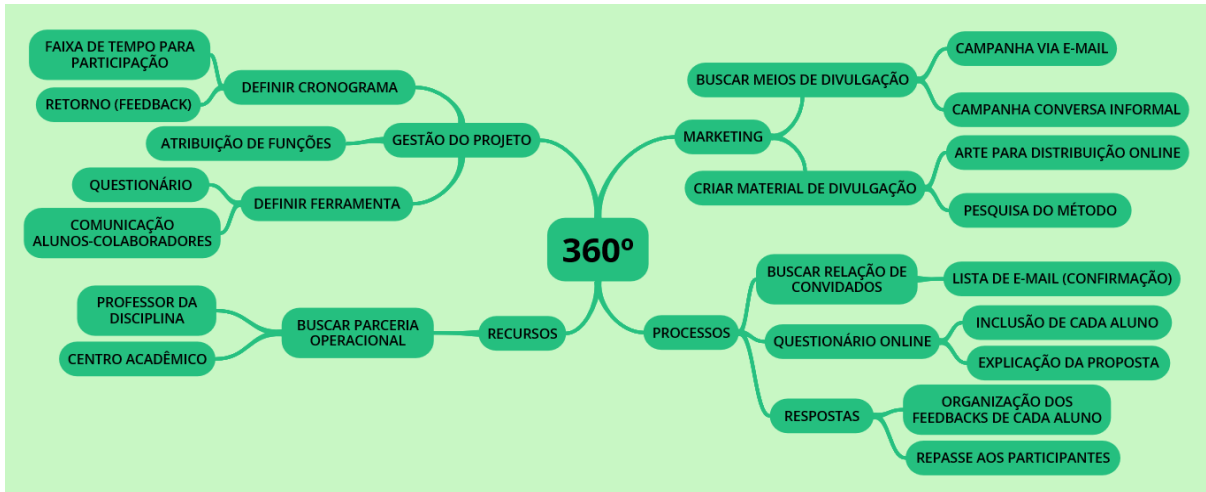 360º
GESTÃO DO PROJETO
DEFINIR CRONOGRAMA
FAIXA DE TEMPO PARA
PARTICIPAÇÃO
RETORNO (FEEDBACK)
ATRIBUIÇÃO DE FUNÇÕES
DEFINIR FERRAMENTA
QUESTIONÁRIO
COMUNICAÇÃO
ALUNOS-COLABORADORES
RECURSOS
BUSCAR PARCERIA
OPERACIONAL
PROFESSOR DA
DISCIPLINA
CENTRO ACADÊMICO
MARKETING
BUSCAR MEIOS DE DIVULGAÇÃO
CAMPANHA VIA E-MAIL
CAMPANHA CONVERSA INFORMAL
CRIAR MATERIAL DE DIVULGAÇÃO
ARTE PARA DISTRIBUIÇÃO ONLINE
PESQUISA DO MÉTODO
PROCESSOS
BUSCAR RELAÇÃO DE
CONVIDADOS
LISTA DE E-MAIL (CONFIRMAÇÃO)
QUESTIONÁRIO ONLINE
INCLUSÃO DE CADA ALUNO
EXPLICAÇÃO DA PROPOSTA
RESPOSTAS
ORGANIZAÇÃO DOS
FEEDBACKS DE CADA ALUNO
REPASSE AOS PARTICIPANTES